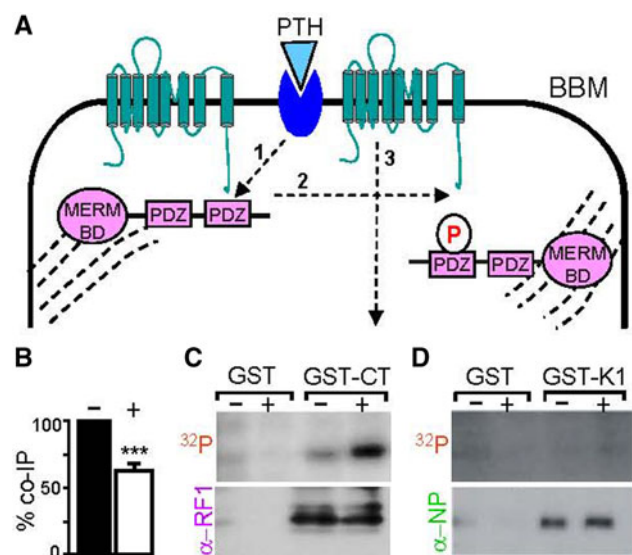 A
PTH
BBM
1
2
3
MERM
BD
PDZ
PDZ
P
PDZ
PDZ
MERM
BD
B
- +
100
50
0
***
% co-IP
C
GST GST-CT
- + - +
32P
α-RF1
D
GST GST-K1
- + - +
32P
α-NP